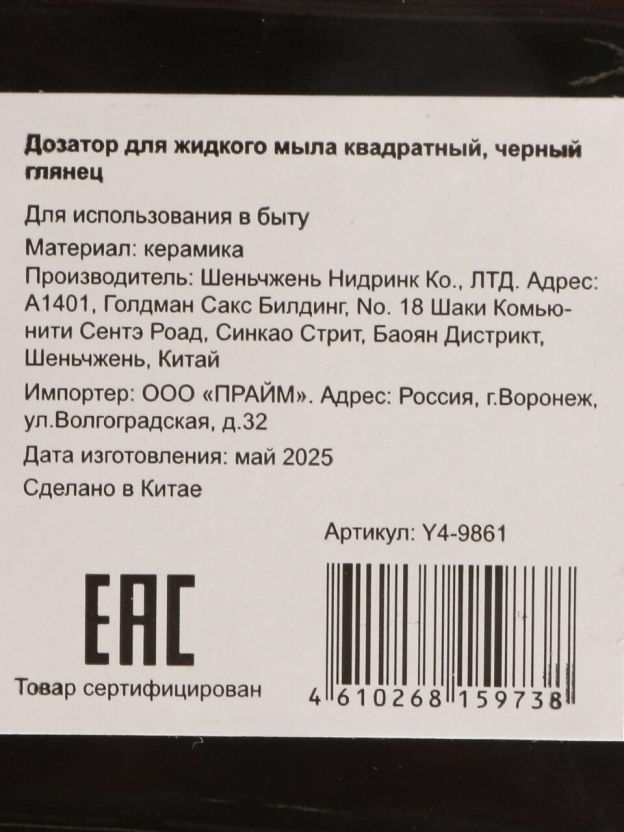 Дозатор для жидкого мыла квадратный, черный
глянец
Для использования в быту
Материал: керамика
Производитель: Шеньчжень Нидринк Ко., ЛТД. Адрес:
А1401, Голдман Сакс Билдинг, No. 18 Шаки Комью-
нити Сентэ Роад, Синкао Стрит, Баоян Дистрикт,
Шеньчжень, Китай
Импортер: ООО «ПРАЙМ». Адрес: Россия, г.Воронеж,
ул.Волгоградская, д.32
Дата изготовления: май 2025
Сделано в Китае
Артикул: Y4-9861
EAC
Товар сертифицирован
4 610268 159738